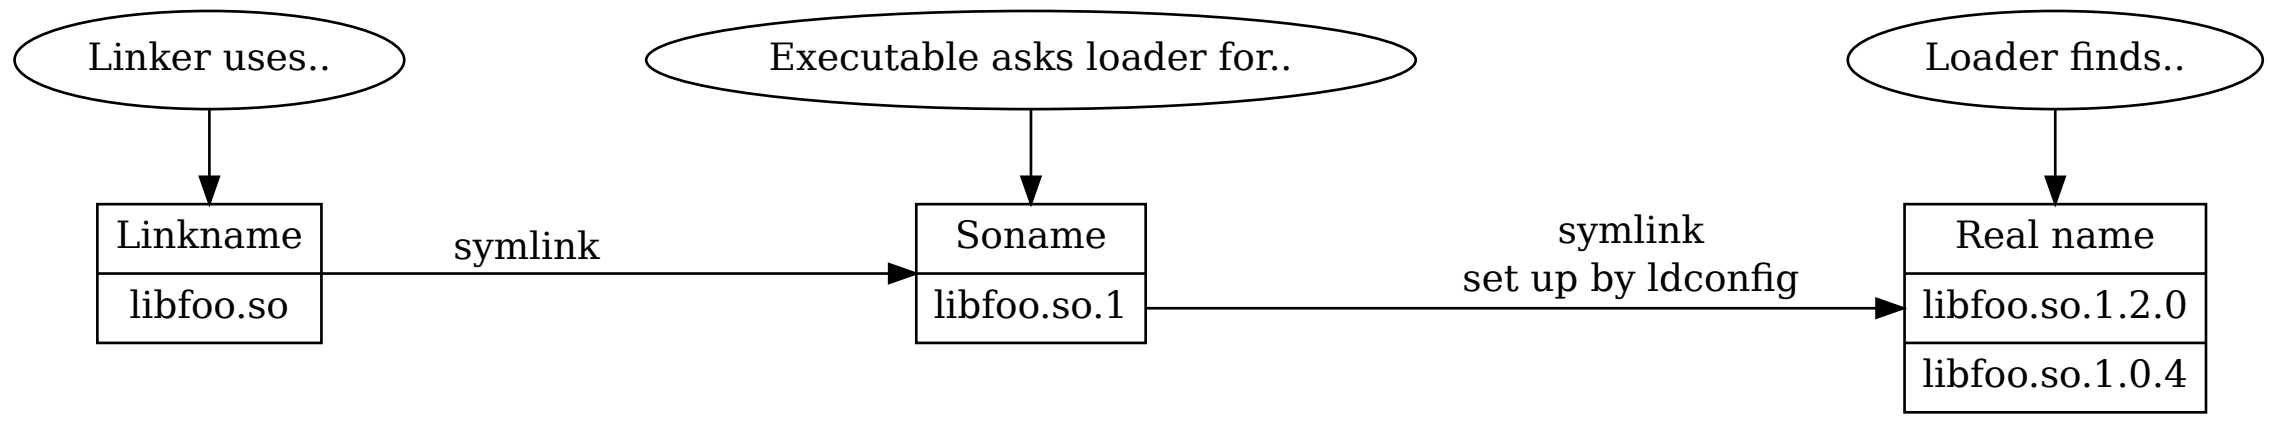 Linker uses..
Executable asks loader for..
Loader finds..
Linkname
libfoo.so
symlink
Soname
libfoo.so.1
symlink
set up by ldconfig
Real name
libfoo.so.1.2.0
libfoo.so.1.0.4